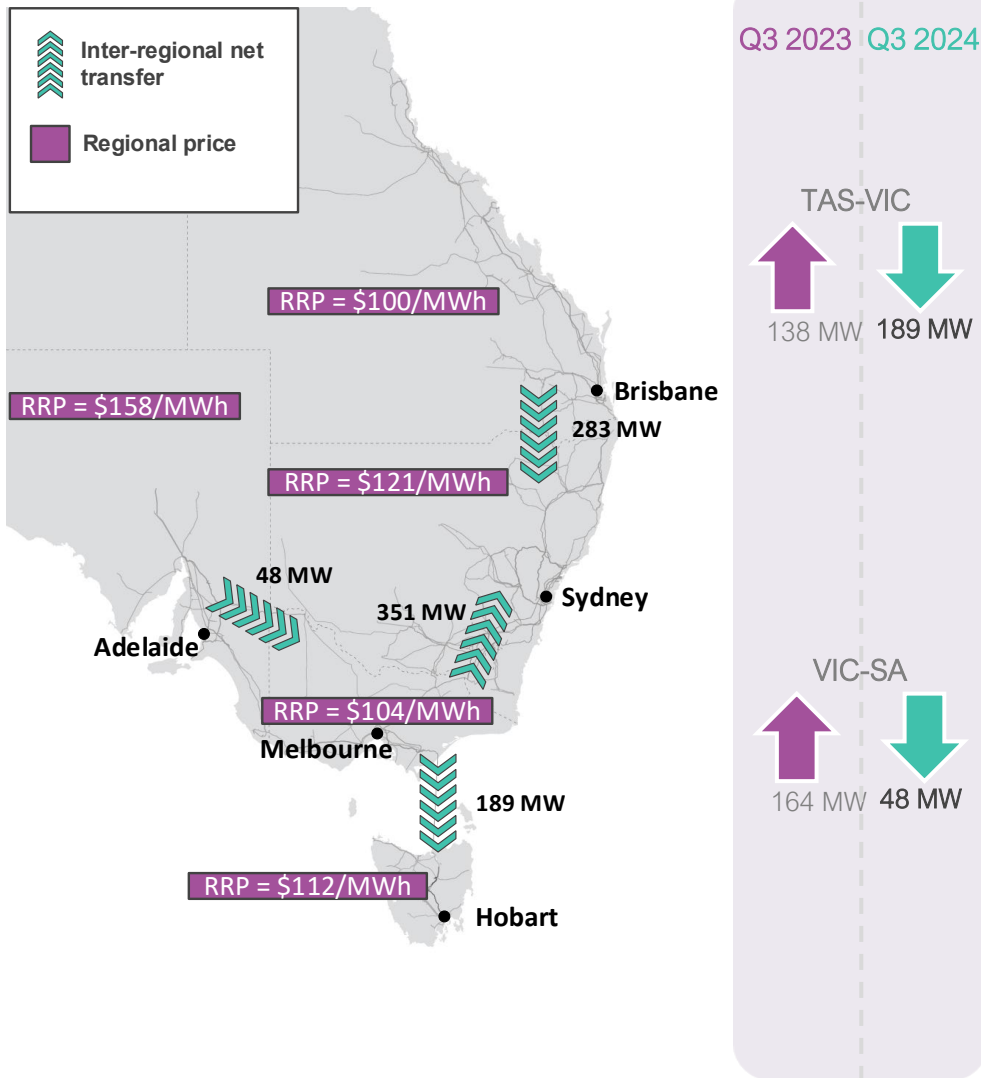 Inter-regional net
transfer
Regional price
RRP = $100/MWh
RRP = $158/MWh
Brisbane
283 MW
RRP = $121/MWh
48 MW
351 MW
Sydney
Adelaide
RRP = $104/MWh
Melbourne
189 MW
RRP = $112/MWh
Hobart
Q3 2023 Q3 2024
TAS-VIC
138 MW 189 MW
VIC-SA
164 MW 48 MW